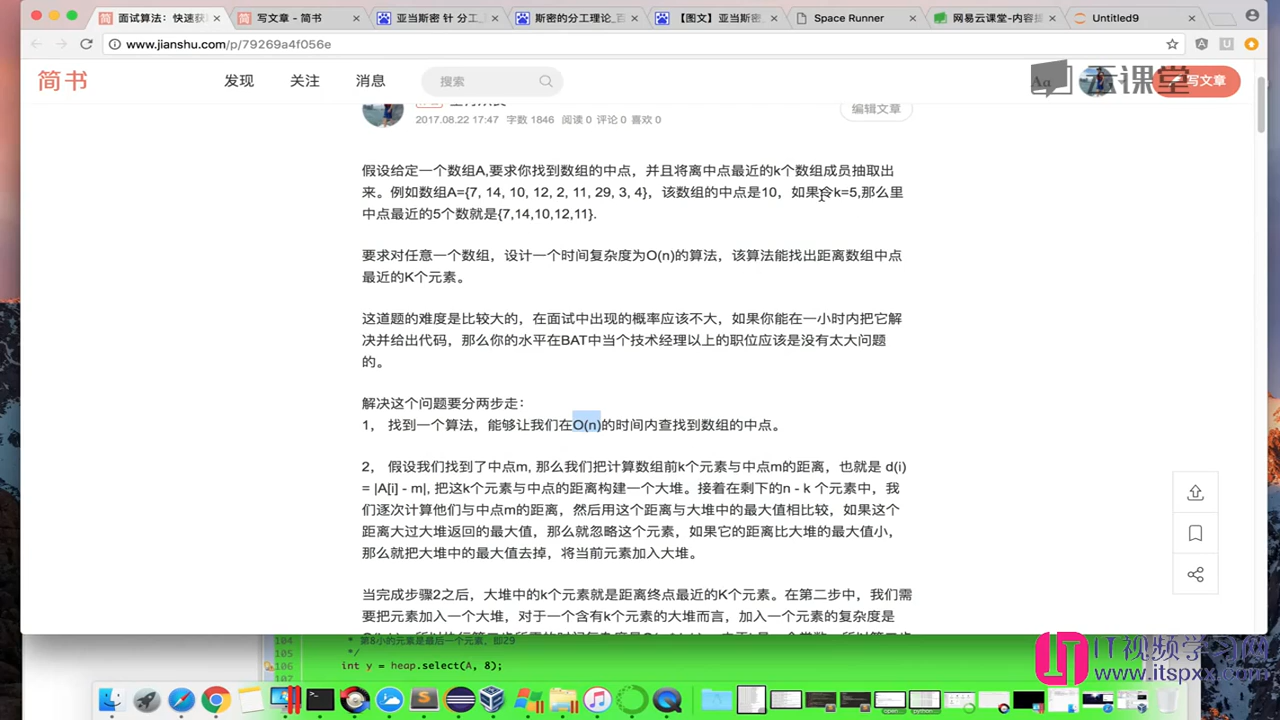 面试算法：快速获
写文章 - 简书
亚当斯密 针 分工_
斯密的分工理论_百
【图文】亚当斯密_
Space Runner
网易云课堂-内容挂
Untitled9
www.jianshu.com/p/79269a4f056e
简书
发现
关注
消息
搜索
Aa
云课堂
写文章
2017.08.22 17:47 字数 1846 阅读 0 评论 0 喜欢 0
编辑文章
假设给定一个数组A,要求你找到数组的中点，并且将离中点最近的k个数组成员抽取出
来。例如数组A={7, 14, 10, 12, 2, 11, 29, 3, 4}，该数组的中点是10，如果令k=5,那么里
中点最近的5个数就是{7,14,10,12,11}.
要求对任意一个数组，设计一个时间复杂度为O(n)的算法，该算法能找出距离数组中点
最近的K个元素。
这道题的难度是比较大的，在面试中出现的概率应该不大，如果你能在一小时内把它解
决并给出代码，那么你的水平在BAT中当个技术经理以上的职位应该是没有太大问题
的。
解决这个问题要分两步走：
1， 找到一个算法，能够让我们在O(n)的时间内查找到数组的中点。
2， 假设我们找到了中点m, 那么我们把计算数组前k个元素与中点m的距离，也就是 d(i)
= |A[i] - m|, 把这k个元素与中点的距离构建一个大堆。接着在剩下的n - k 个元素中，我
们逐次计算他们与中点m的距离，然后用这个距离与大堆中的最大值相比较，如果这个
距离大过大堆返回的最大值，那么就忽略这个元素，如果它的距离比大堆的最大值小，
那么就把大堆中的最大值去掉，将当前元素加入大堆。
当完成步骤2之后，大堆中的k个元素就是距离终点最近的K个元素。在第二步中，我们需
要把元素加入一个大堆，对于一个含有k个元素的大堆而言，加入一个元素的复杂度是
104 * 第8小的元素是最后一个元素，即29
105 */
106 int y = heap.select(A, 8);
107
IT视频学习网
www.itspxx.com